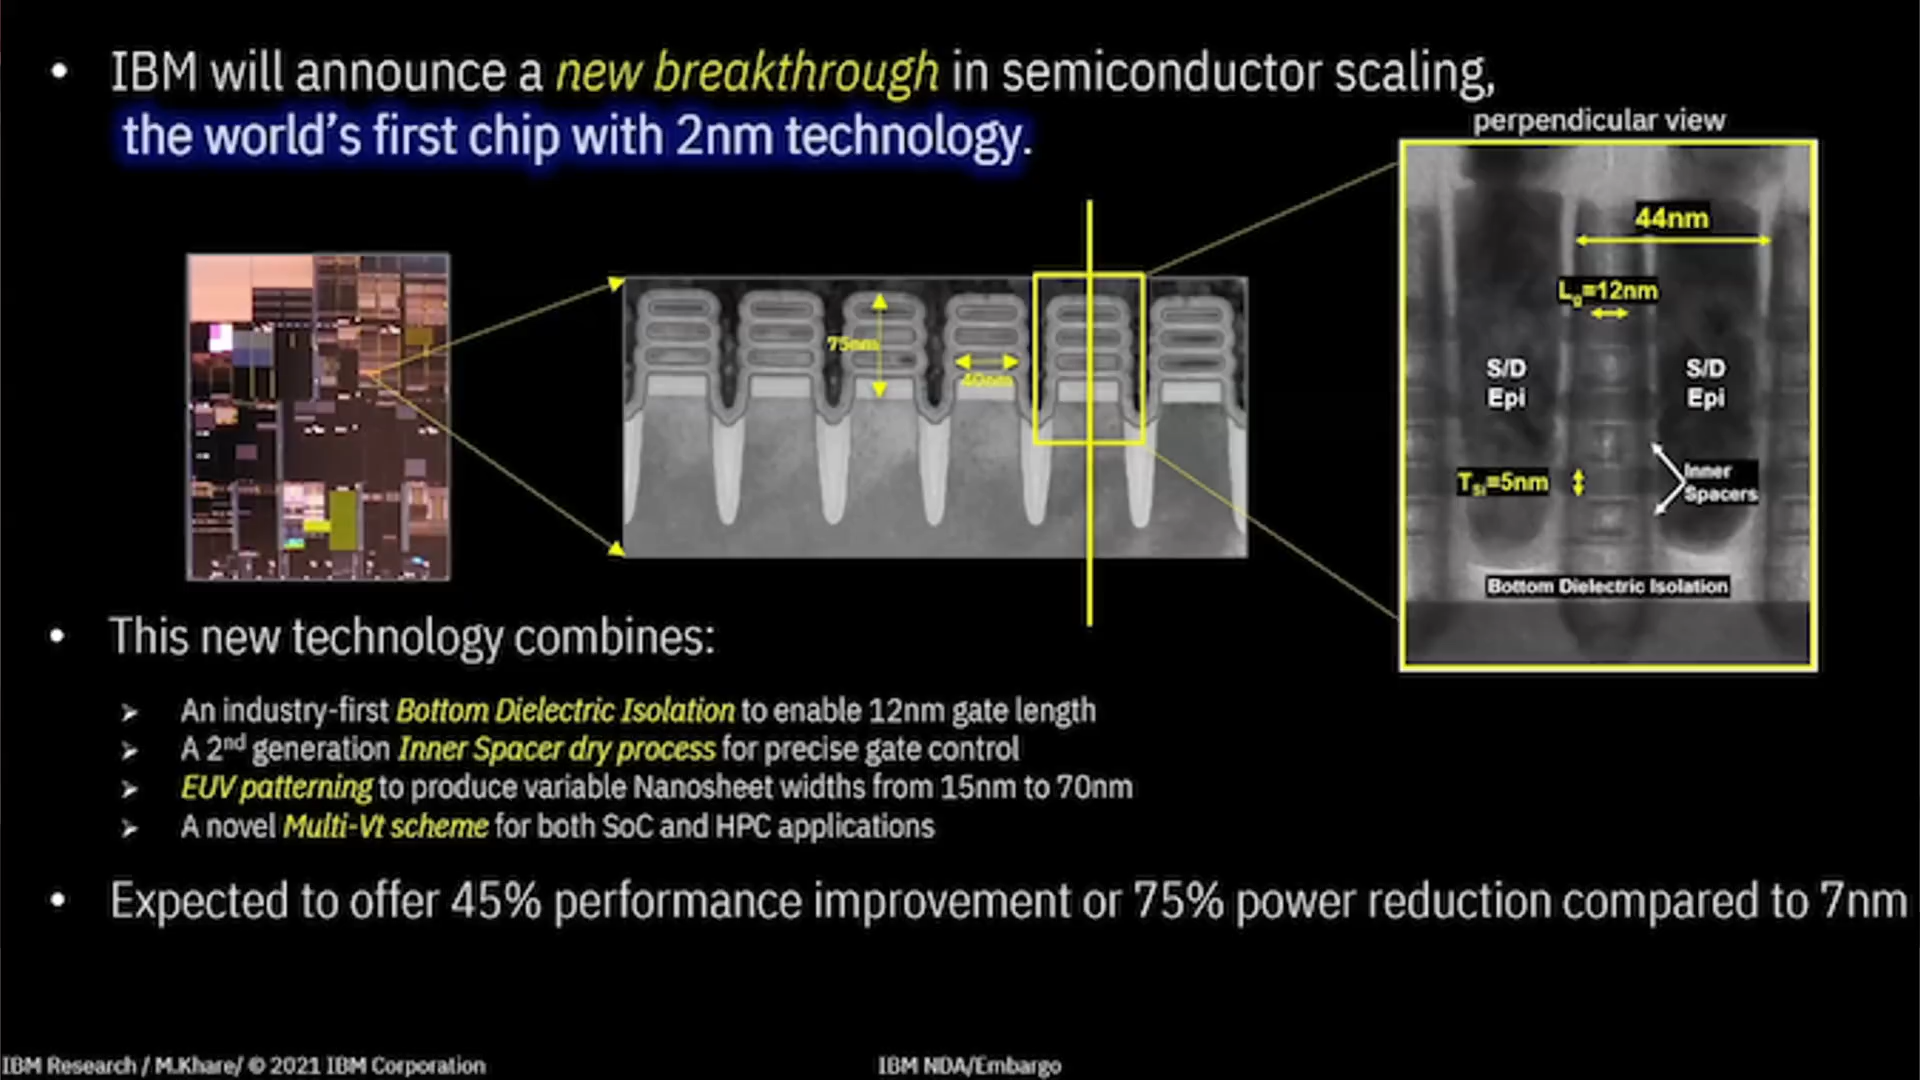 • IBM will announce a new breakthrough in semiconductor scaling,
the world's first chip with 2nm technology.
perpendicular view
44nm
Lg=12nm
75nm
40nm
S/D
Epi
S/D
Epi
TSi=5nm
Inner
Spacers
Bottom Dielectric Isolation
• This new technology combines:
➢ An industry-first Bottom Dielectric Isolation to enable 12nm gate length
➢ A 2nd generation Inner Spacer dry process for precise gate control
➢ EUV patterning to produce variable Nanosheet widths from 15nm to 70nm
➢ A novel Multi-Vt scheme for both SoC and HPC applications
• Expected to offer 45% performance improvement or 75% power reduction compared to 7nm
IBM Research / M.Khare/ © 2021 IBM Corporation
IBM NDA/Embargo